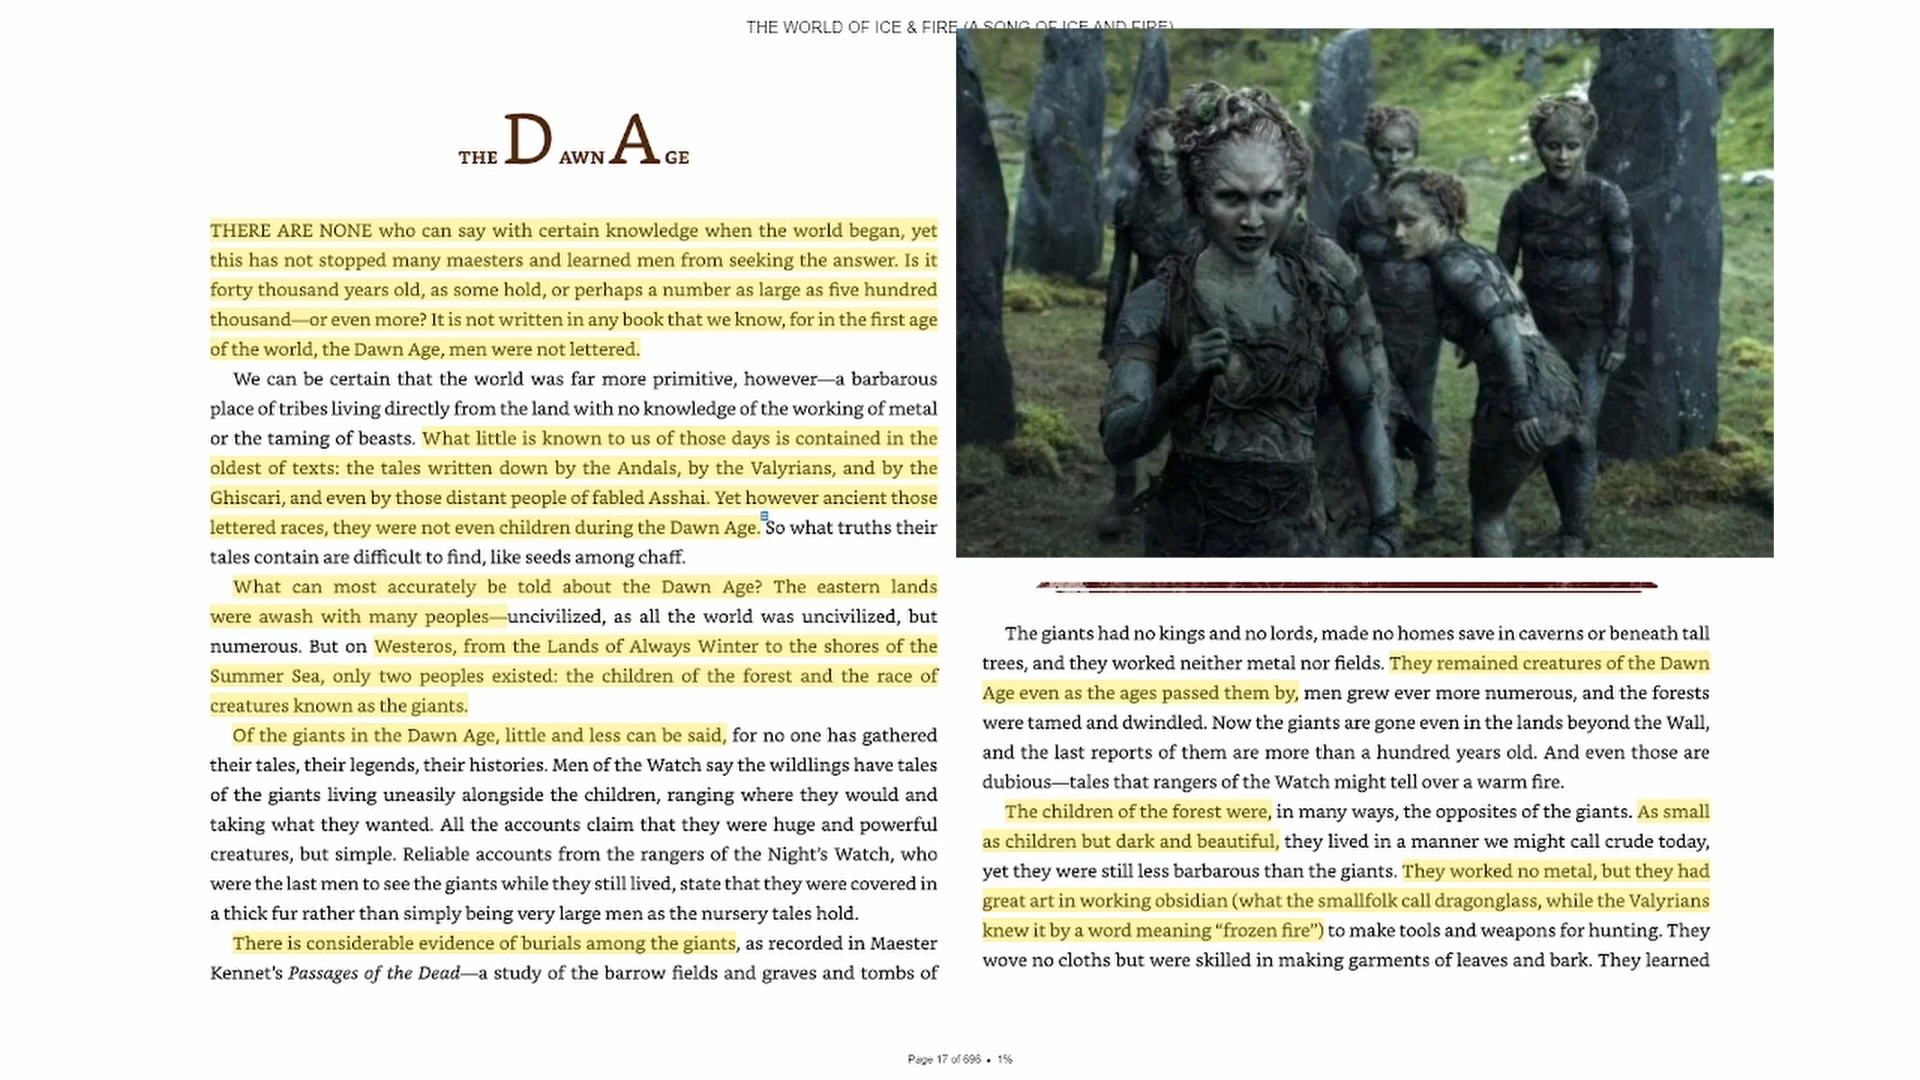 THE WORLD OF ICE & FIRE (A SONG OF ICE AND FIRE)
THE DAWN AGE
THERE ARE NONE who can say with certain knowledge when the world began, yet
this has not stopped many maesters and learned men from seeking the answer. Is it
forty thousand years old, as some hold, or perhaps a number as large as five hundred
thousand—or even more? It is not written in any book that we know, for in the first age
of the world, the Dawn Age, men were not lettered.
We can be certain that the world was far more primitive, however—a barbarous
place of tribes living directly from the land with no knowledge of the working of metal
or the taming of beasts. What little is known to us of those days is contained in the
oldest of texts: the tales written down by the Andals, by the Valyrians, and by the
Ghiscari, and even by those distant people of fabled Asshai. Yet however ancient those
lettered races, they were not even children during the Dawn Age. So what truths their
tales contain are difficult to find, like seeds among chaff.
What can most accurately be told about the Dawn Age? The eastern lands
were awash with many peoples—uncivilized, as all the world was uncivilized, but
numerous. But on Westeros, from the Lands of Always Winter to the shores of the
Summer Sea, only two peoples existed: the children of the forest and the race of
creatures known as the giants.
Of the giants in the Dawn Age, little and less can be said, for no one has gathered
their tales, their legends, their histories. Men of the Watch say the wildlings have tales
of the giants living uneasily alongside the children, ranging where they would and
taking what they wanted. All the accounts claim that they were huge and powerful
creatures, but simple. Reliable accounts from the rangers of the Night's Watch, who
were the last men to see the giants while they still lived, state that they were covered in
a thick fur rather than simply being very large men as the nursery tales hold.
There is considerable evidence of burials among the giants, as recorded in Maester
Kennet's Passages of the Dead—a study of the barrow fields and graves and tombs of
The giants had no kings and no lords, made no homes save in caverns or beneath tall
trees, and they worked neither metal nor fields. They remained creatures of the Dawn
Age even as the ages passed them by, men grew ever more numerous, and the forests
were tamed and dwindled. Now the giants are gone even in the lands beyond the Wall,
and the last reports of them are more than a hundred years old. And even those are
dubious—tales that rangers of the Watch might tell over a warm fire.
The children of the forest were, in many ways, the opposites of the giants. As small
as children but dark and beautiful, they lived in a manner we might call crude today,
yet they were still less barbarous than the giants. They worked no metal, but they had
great art in working obsidian (what the smallfolk call dragonglass, while the Valyrians
knew it by a word meaning "frozen fire") to make tools and weapons for hunting. They
wove no cloths but were skilled in making garments of leaves and bark. They learned
Page 17 of 696 • 1%